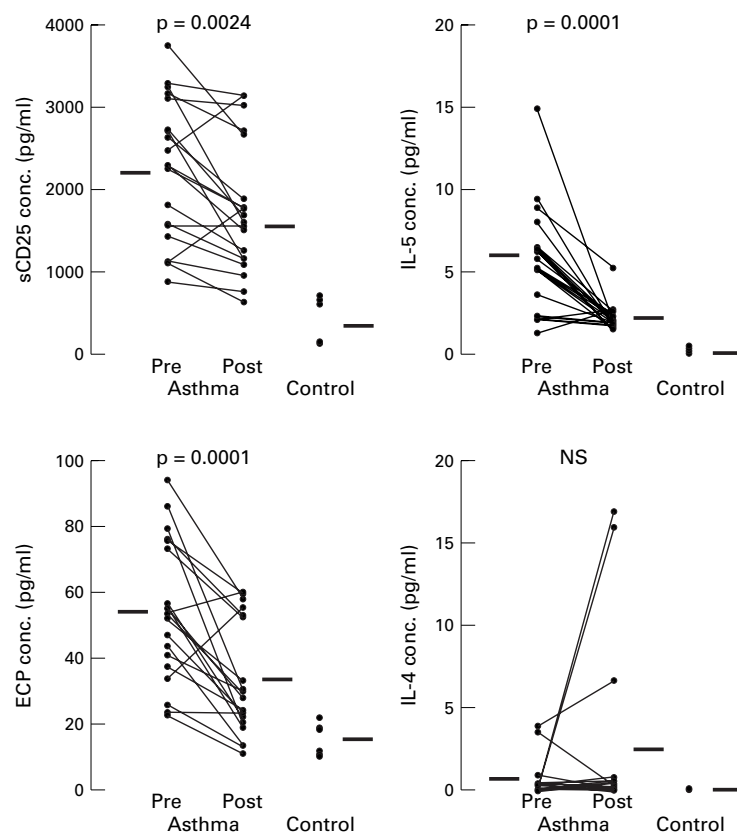 p = 0.0024
4000
3000
2000
1000
0
sCD25 conc. (pg/ml)
Pre Post
Asthma Control
p = 0.0001
20
15
10
5
0
IL-5 conc. (pg/ml)
Pre Post
Asthma Control
p = 0.0001
100
80
60
40
20
0
ECP conc. (pg/ml)
Pre Post
Asthma Control
NS
20
15
10
5
0
IL-4 conc. (pg/ml)
Pre Post
Asthma Control